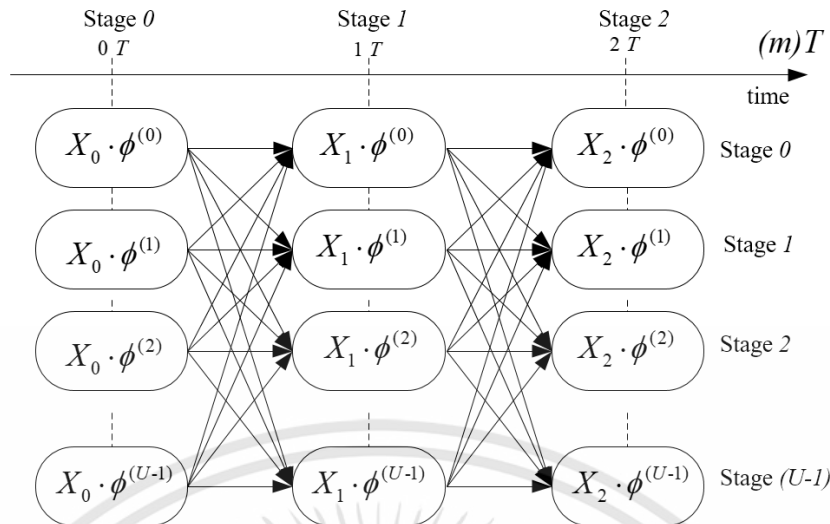 Stage 0 Stage 1 Stage 2
0 T 1 T 2 T (m)T
time
X₀·ϕ⁽⁰⁾ X₁·ϕ⁽⁰⁾ X₂·ϕ⁽⁰⁾ Stage 0
X₀·ϕ⁽¹⁾ X₁·ϕ⁽¹⁾ X₂·ϕ⁽¹⁾ Stage 1
X₀·ϕ⁽²⁾ X₁·ϕ⁽²⁾ X₂·ϕ⁽²⁾ Stage 2
X₀·ϕ⁽ᵁ⁻¹⁾ X₁·ϕ⁽ᵁ⁻¹⁾ X₂·ϕ⁽ᵁ⁻¹⁾ Stage (U-1)